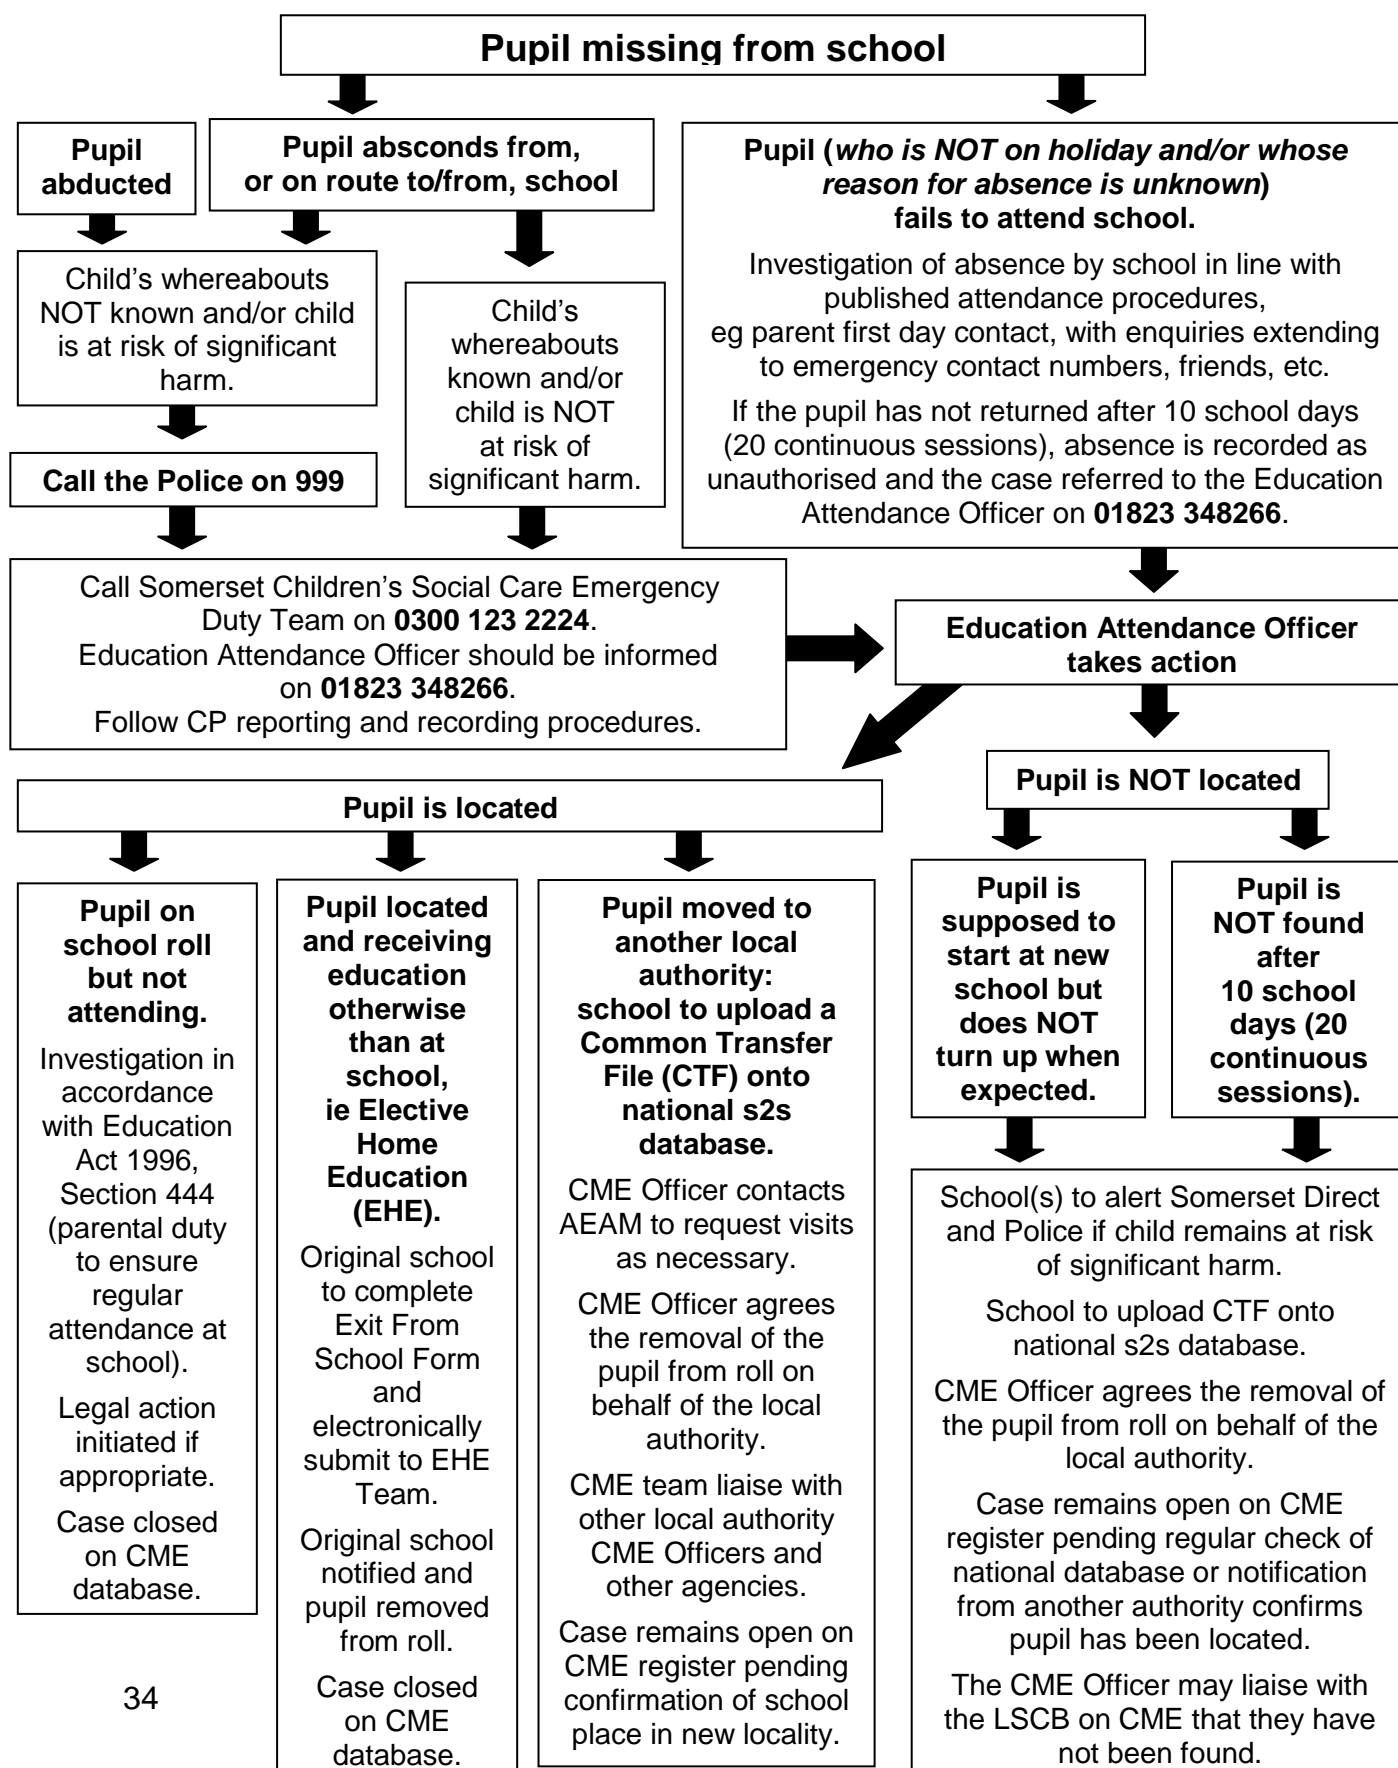 Pupil missing from school
Pupil
abducted
Pupil absconds from,
or on route to/from, school
Pupil (who is NOT on holiday and/or whose
reason for absence is unknown)
fails to attend school.
Investigation of absence by school in line with
published attendance procedures,
eg parent first day contact, with enquiries extending
to emergency contact numbers, friends, etc.
If the pupil has not returned after 10 school days
(20 continuous sessions), absence is recorded as
unauthorised and the case referred to the Education
Attendance Officer on 01823 348266.
Child's whereabouts
NOT known and/or child
is at risk of significant
harm.
Child's
whereabouts
known and/or
child is NOT
at risk of
significant harm.
Call the Police on 999
Call Somerset Children's Social Care Emergency
Duty Team on 0300 123 2224.
Education Attendance Officer should be informed
on 01823 348266.
Follow CP reporting and recording procedures.
Education Attendance Officer
takes action
Pupil is located
Pupil is NOT located
Pupil on
school roll
but not
attending.
Investigation in
accordance
with Education
Act 1996,
Section 444
(parental duty
to ensure
regular
attendance at
school).
Legal action
initiated if
appropriate.
Case closed
on CME
database.
Pupil located
and receiving
education
otherwise
than at
school,
ie Elective
Home
Education
(EHE).
Original school
to complete
Exit From
School Form
and
electronically
submit to EHE
Team.
Original school
notified and
pupil removed
from roll.
Case closed
on CME
database.
Pupil moved to
another local
authority:
school to upload a
Common Transfer
File (CTF) onto
national s2s
database.
CME Officer contacts
AEAM to request visits
as necessary.
CME Officer agrees
the removal of the
pupil from roll on
behalf of the local
authority.
CME team liaise with
other local authority
CME Officers and
other agencies.
Case remains open on
CME register pending
confirmation of school
place in new locality.
Pupil is
supposed to
start at new
school but
does NOT
turn up when
expected.
Pupil is
NOT found
after
10 school
days (20
continuous
sessions).
School(s) to alert Somerset Direct
and Police if child remains at risk
of significant harm.
School to upload CTF onto
national s2s database.
CME Officer agrees the removal of
the pupil from roll on behalf of the
local authority.
Case remains open on CME
register pending regular check of
national database or notification
from another authority confirms
pupil has been located.
The CME Officer may liaise with
the LSCB on CME that they have
not been found.
34